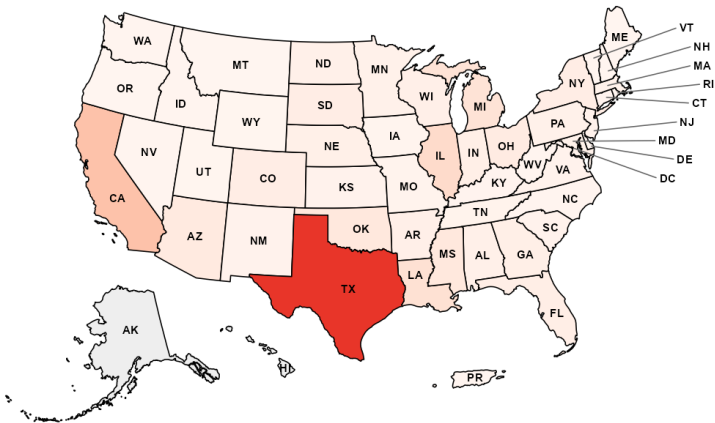 WA
MT
ND
MN
ME
VT
NH
MA
RI
CT
NJ
MD
DE
DC
OR
ID
SD
WI
MI
NY
WY
IA
PA
NE
IL
IN
OH
NV
UT
CO
KS
MO
WV
VA
KY
CA
NC
TN
AZ
NM
OK
AR
SC
MS
AL
GA
TX
LA
FL
AK
HI
PR